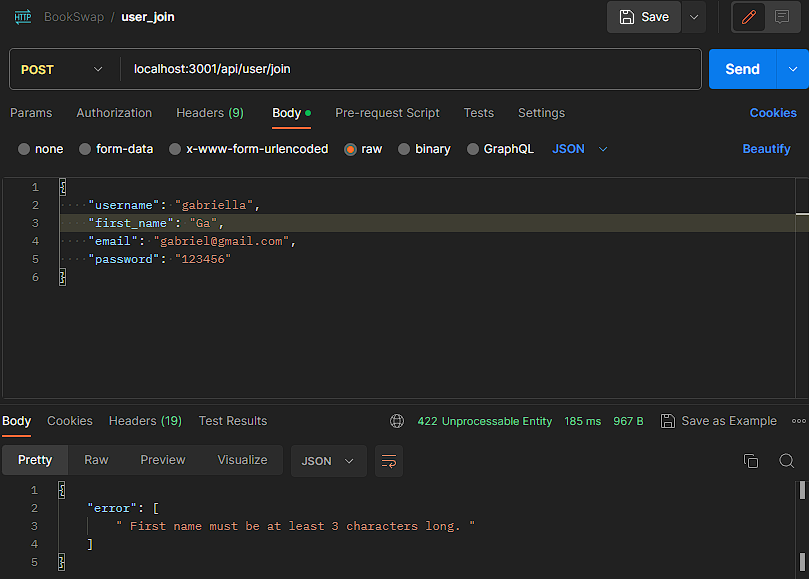 HTTP BookSwap / user_join Save
POST localhost:3001/api/user/join Send
Params Authorization Headers (9) Body Pre-request Script Tests Settings Cookies
none form-data x-www-form-urlencoded raw binary GraphQL JSON Beautify
1 {
2 ····"username":·"gabriella",
3 ····"first_name":·"Ga",
4 ····"email":·"gabriel@gmail.com",
5 ····"password":·"123456"
6 }
Body Cookies Headers (19) Test Results 422 Unprocessable Entity 185 ms 967 B Save as Example
Pretty Raw Preview Visualize JSON
1 {
2 "error": [
3 " First name must be at least 3 characters long. "
4 ]
5 }